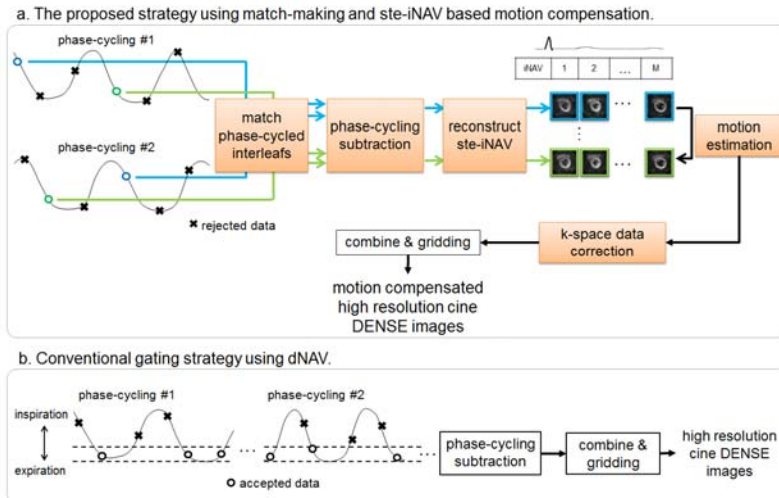 a. The proposed strategy using match-making and ste-iNAV based motion compensation.
phase-cycling #1
phase-cycling #2
✖ rejected data
match
phase-cycled
interleafs
phase-cycling
subtraction
reconstruct
ste-iNAV
iNAV 1 2 ... M
motion
estimation
k-space data
correction
combine & gridding
motion compensated
high resolution cine
DENSE images
b. Conventional gating strategy using dNAV.
phase-cycling #1
phase-cycling #2
inspiration
expiration
... ...
accepted data
phase-cycling
subtraction
combine &
gridding
high resolution
cine DENSE
images